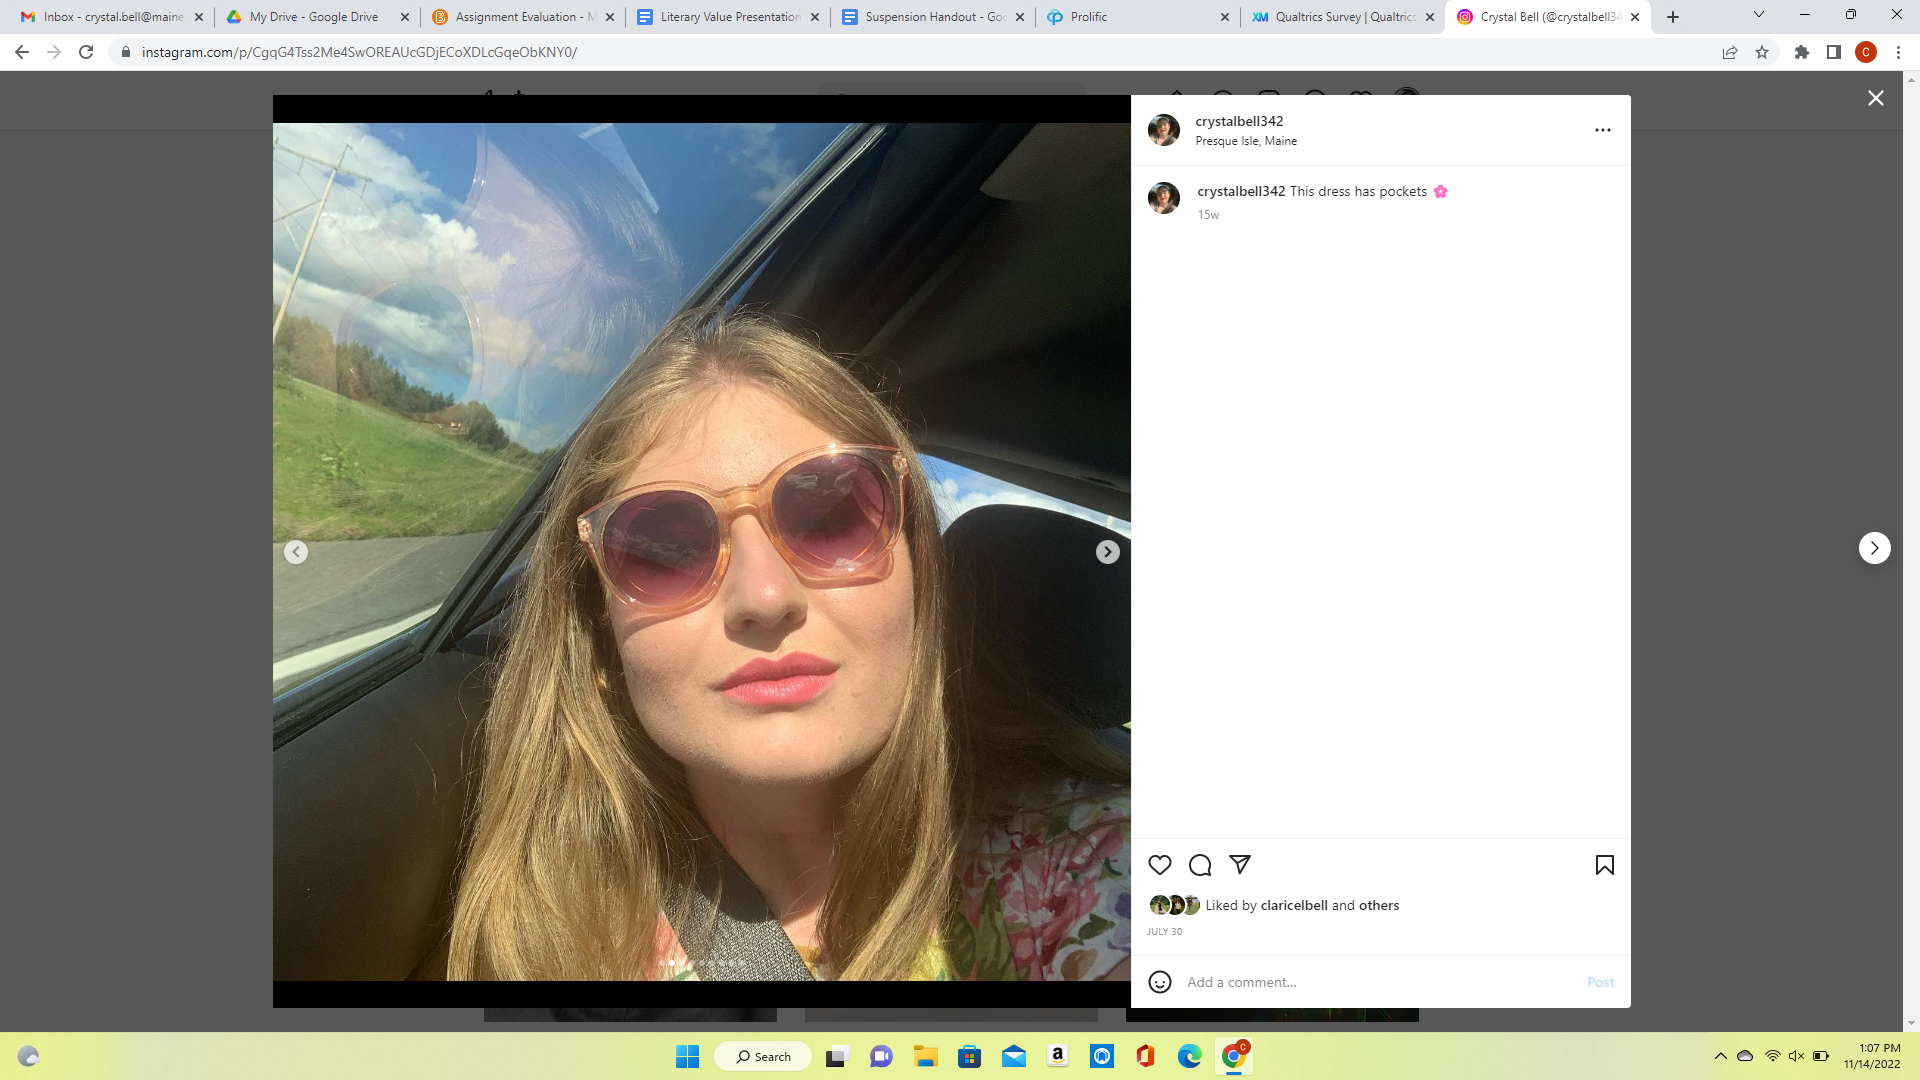 Inbox - crystal.bell@maine
My Drive - Google Drive
Assignment Evaluation - M
Literary Value Presentation
Suspension Handout - Goo
Prolific
Qualtrics Survey | Qualtrics
Crystal Bell (@crystalbell34
instagram.com/p/CgqG4Tss2Me4SwOREAUcGDjECoXDLcGqeObKNY0/
C
crystalbell342
Presque Isle, Maine
crystalbell342 This dress has pockets
15w
Liked by claricelbell and others
JULY 30
Add a comment...
Post
Search
C
1:07 PM
11/14/2022